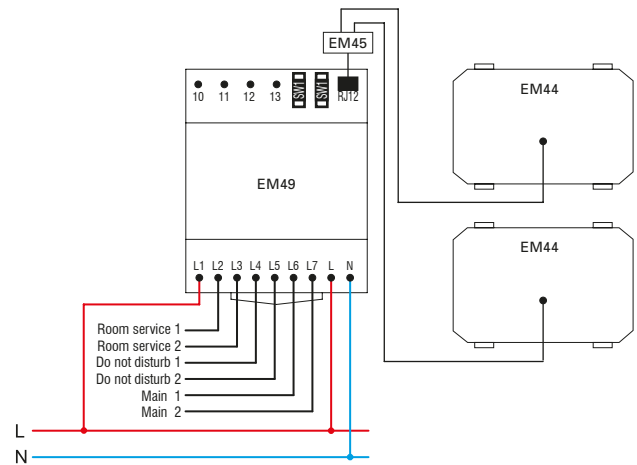 EM45
10 11 12 13 SW1 SW1 RJ12
EM44
EM49
EM44
L1 L2 L3 L4 L5 L6 L7 L N
Room service 1
Room service 2
Do not disturb 1
Do not disturb 2
Main 1
Main 2
L
N